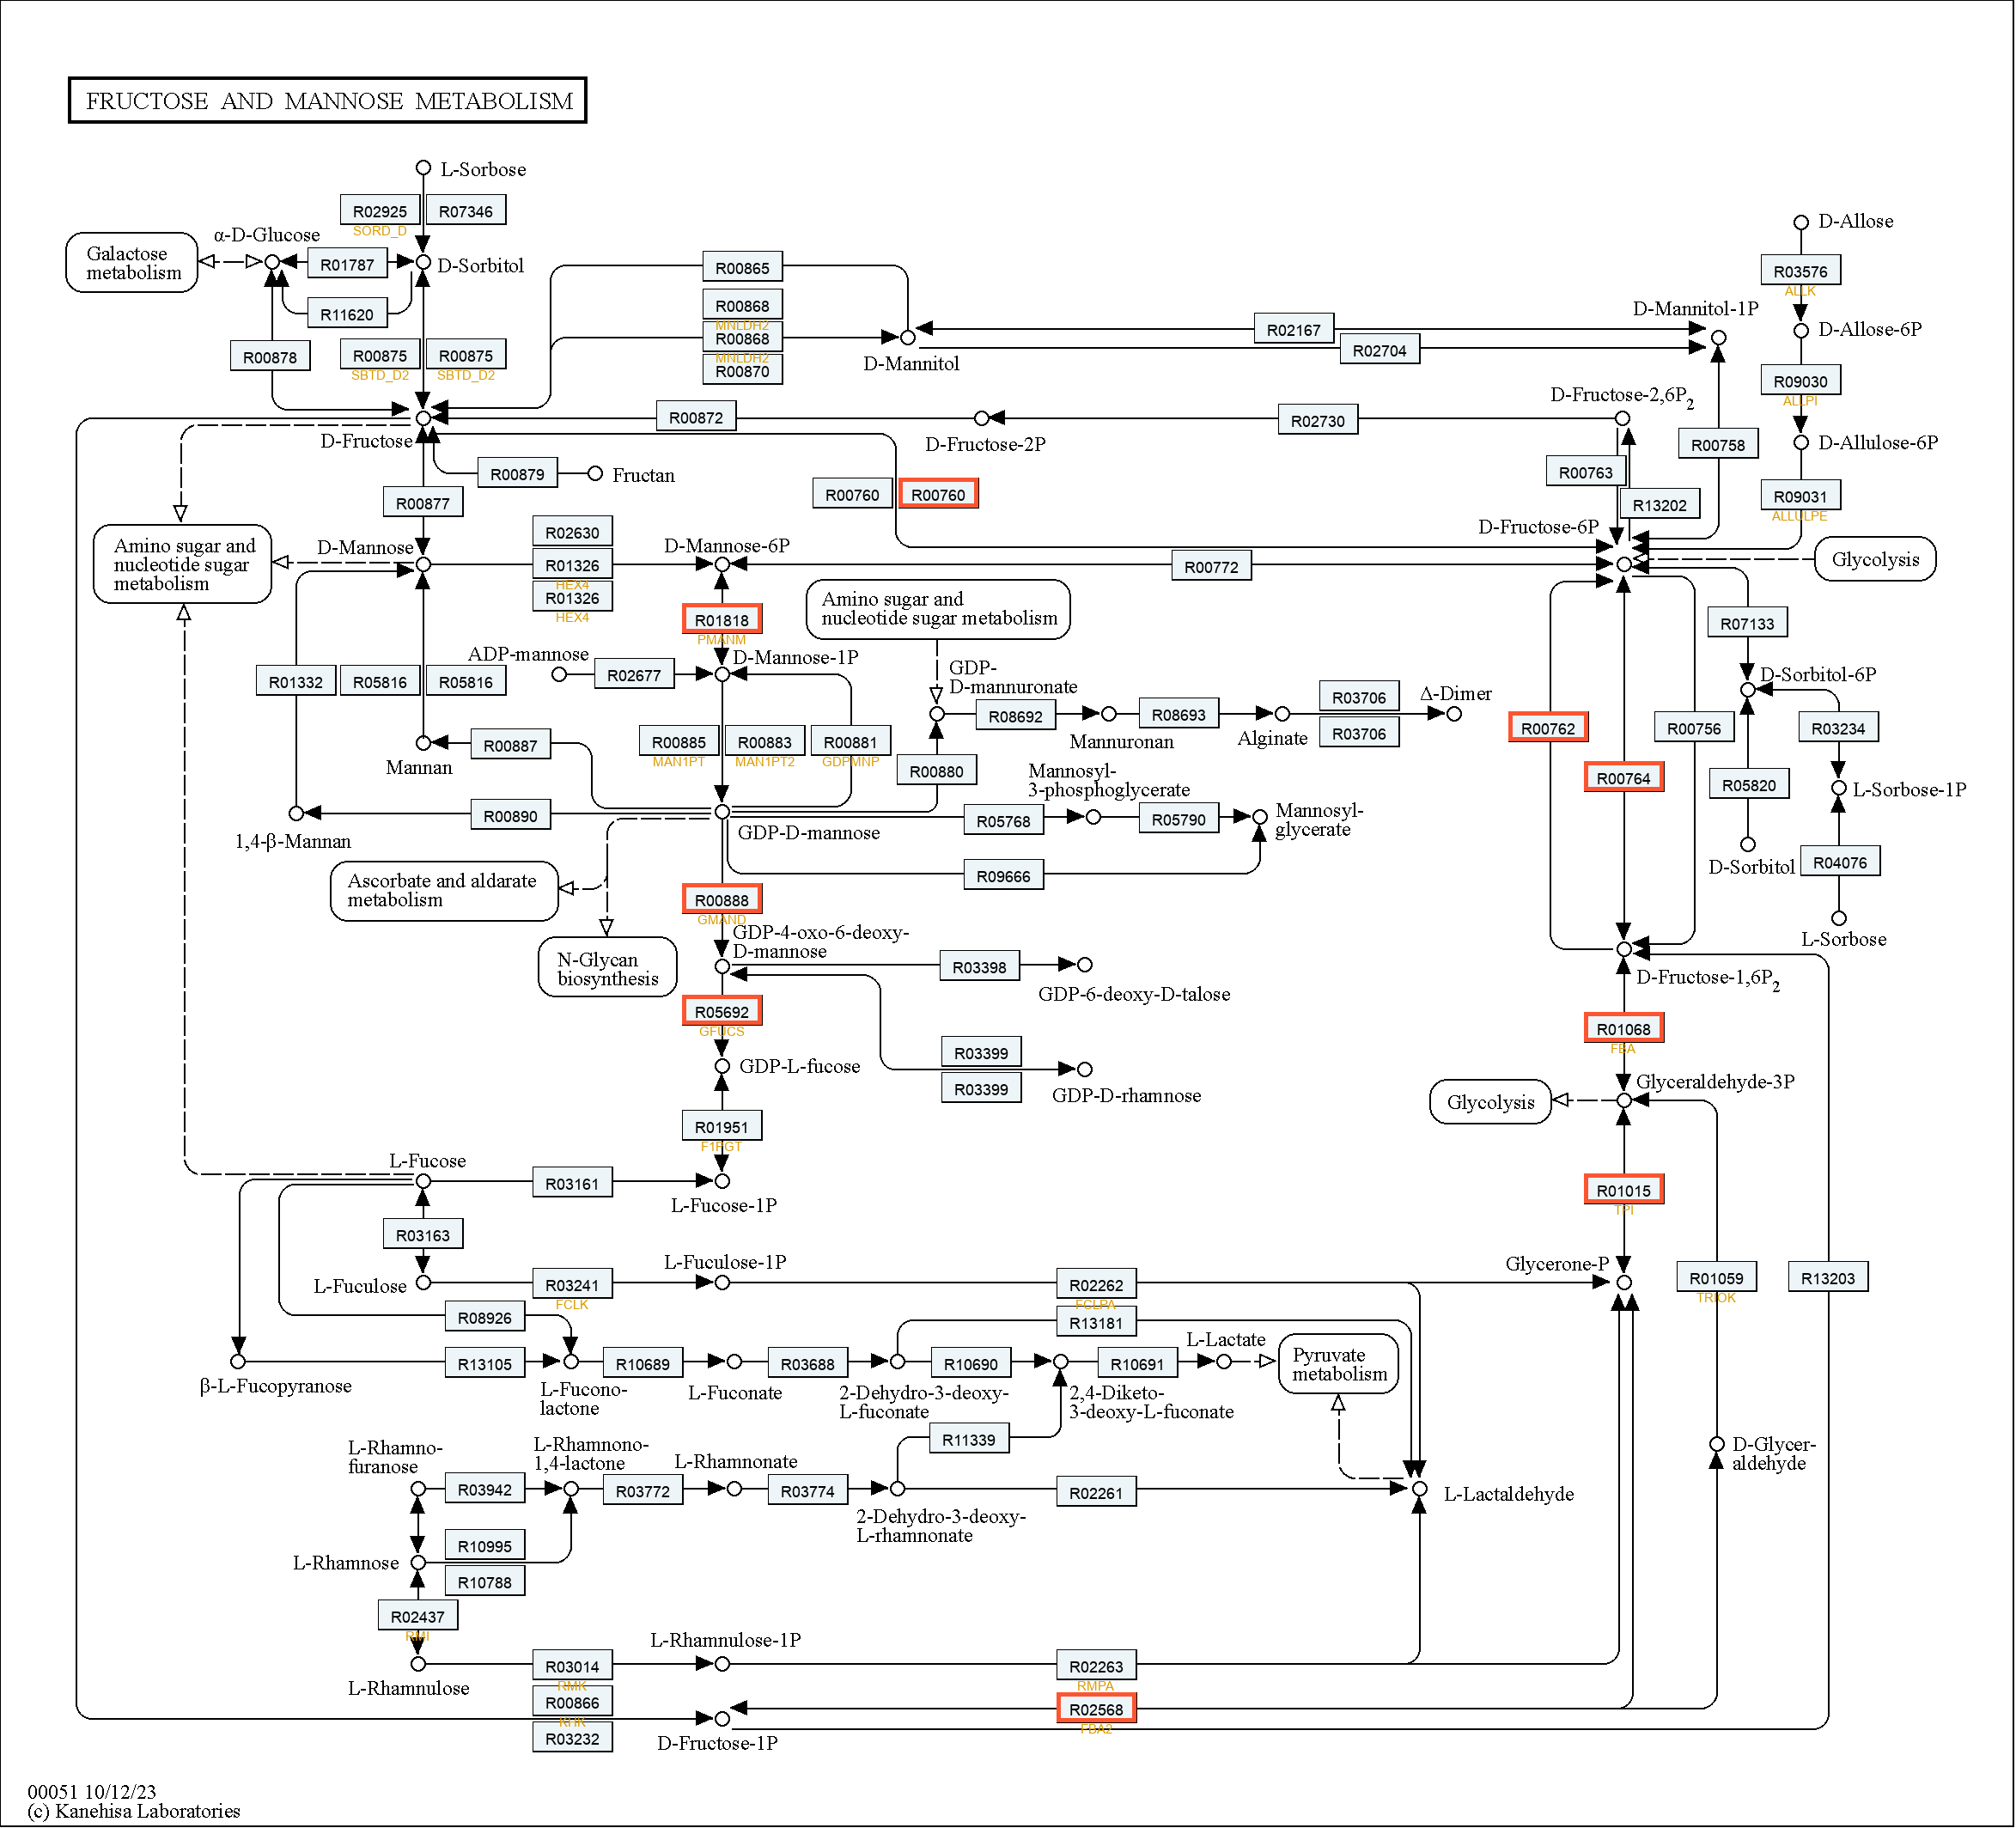 FRUCTOSE AND MANNOSE METABOLISM
L-Sorbose
R02925
R07346
SORD_D
D-Allose
α-D-Glucose
Galactose
metabolism
R01787
D-Sorbitol
R00865
R03576
ALLK
R11620
R00868
MNLDH2
R00868
MNLDH2
R00870
D-Mannitol
R02167
R02704
D-Mannitol-1P
D-Allose-6P
R00878
R00875
SBTD_D2
R00875
SBTD_D2
R09030
ALLPI
D-Fructose
R00872
D-Fructose-2P
R02730
D-Fructose-2,6P2
R00758
D-Allulose-6P
R00879
Fructan
R00763
R00877
R00760
R00760
R13202
R09031
ALLULPE
D-Fructose-6P
Amino sugar and
nucleotide sugar
metabolism
D-Mannose
R02630
R01326
HEX4
R01326
HEX4
D-Mannose-6P
R00772
Glycolysis
Amino sugar and
nucleotide sugar metabolism
R01818
PMANM
R07133
ADP-mannose
R02677
D-Mannose-1P
GDP-
D-mannuronate
D-Sorbitol-6P
R01332
R05816
R05816
R03706
R03706
Δ-Dimer
R08692
R08693
Mannuronan
Alginate
R00762
R00756
R03234
R00887
Mannan
R00885
MAN1PT
R00883
MAN1PT2
R00881
GDPMNP
R00880
R00764
R05820
Mannosyl-
3-phosphoglycerate
L-Sorbose-1P
R00890
1,4-β-Mannan
GDP-D-mannose
R05768
R05790
Mannosyl-
glycerate
R09666
D-Sorbitol
R04076
Ascorbate and aldarate
metabolism
R00888
GMAND
L-Sorbose
N-Glycan
biosynthesis
GDP-4-oxo-6-deoxy-
D-mannose
R03398
GDP-6-deoxy-D-talose
D-Fructose-1,6P2
R05692
GFUCS
R01068
FBA
R03399
R03399
GDP-D-rhamnose
GDP-L-fucose
Glycolysis
Glyceraldehyde-3P
R01951
F1PGT
L-Fucose
R03161
L-Fucose-1P
R01015
TPI
R03163
L-Fuculose
R03241
FCLK
L-Fuculose-1P
R02262
FCLPA
Glycerone-P
R01059
TRIOK
R13203
R08926
R13181
L-Lactate
Pyruvate
metabolism
β-L-Fucopyranose
R13105
L-Fucono-
lactone
R10689
L-Fuconate
R03688
2-Dehydro-3-deoxy-
L-fuconate
R10690
2,4-Diketo-
3-deoxy-L-fuconate
R10691
R11339
L-Rhamno-
furanose
R03942
L-Rhamnono-
1,4-lactone
R03772
L-Rhamnonate
R03774
2-Dehydro-3-deoxy-
L-rhamnonate
R02261
L-Lactaldehyde
D-Glycer-
aldehyde
L-Rhamnose
R10995
R10788
R02437
RMI
L-Rhamnulose
R03014
RMK
L-Rhamnulose-1P
R02263
RMPA
R00866
KHK
R03232
D-Fructose-1P
R02568
FBA2
00051 10/12/23
(c) Kanehisa Laboratories